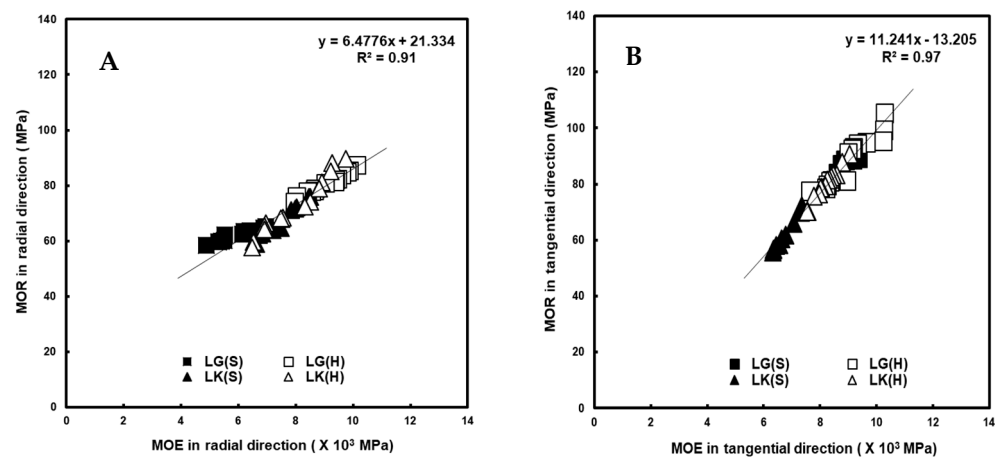 A
y = 6.4776x + 21.334
R² = 0.91
MOR in radial direction ( MPa)
140
120
100
80
60
40
20
0
0 2 4 6 8 10 12 14
LG(S) LG(H)
LK(S) LK(H)
MOE in radial direction ( X 10³ MPa)
B
y = 11.241x - 13.205
R² = 0.97
MOR in tangential direction (MPa)
140
120
100
80
60
40
20
0
0 2 4 6 8 10 12 14
LG(S) LG(H)
LK(S) LK(H)
MOE in tangential direction ( X 10³ MPa)